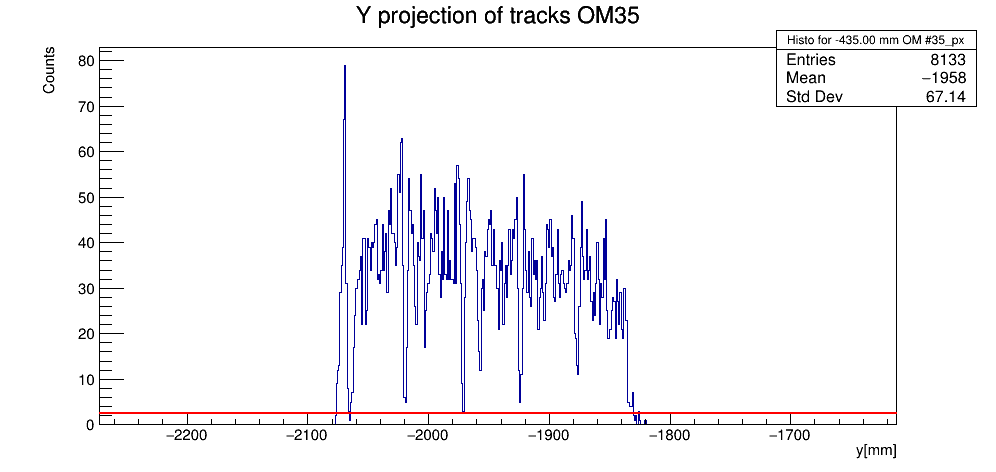 Y projection of tracks OM35
Histo for -435.00 mm OM #35_px
Entries 8133
Mean −1958
Std Dev 67.14
Counts
80
70
60
50
40
30
20
10
0
−2200 −2100 −2000 −1900 −1800 −1700
y[mm]